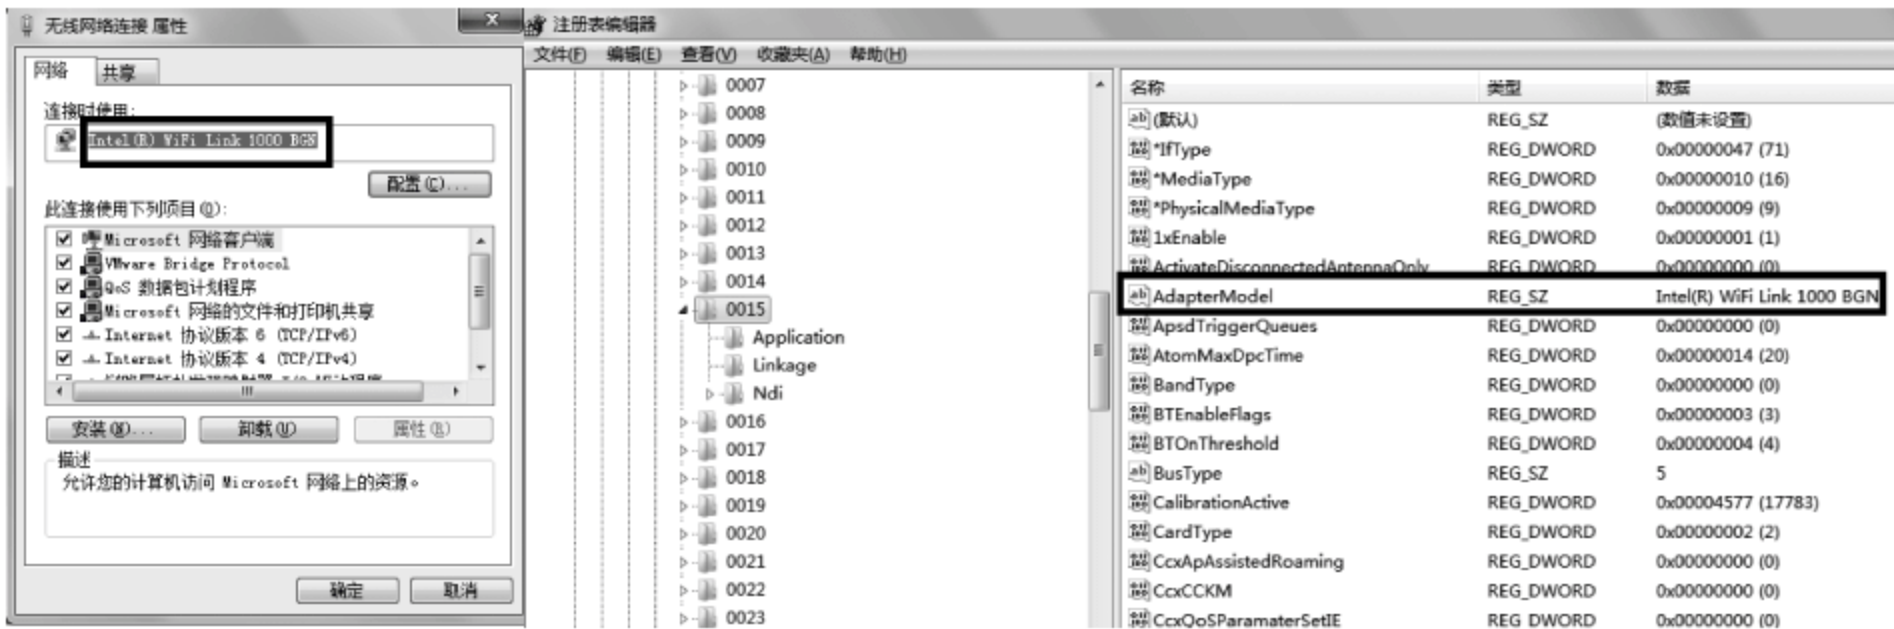 无线网络连接 属性
网络
共享
连接时使用:
Intel(R) WiFi Link 1000 BGN
配置(C)...
此连接使用下列项目(O):
Microsoft 网络客户端
VMware Bridge Protocol
QoS 数据包计划程序
Microsoft 网络的文件和打印机共享
Internet 协议版本 6 (TCP/IPv6)
Internet 协议版本 4 (TCP/IPv4)
安装(N)...
卸载(U)
属性(R)
描述
允许您的计算机访问 Microsoft 网络上的资源。
确定
取消
注册表编辑器
文件(F) 编辑(E) 查看(V) 收藏夹(A) 帮助(H)
0007
0008
0009
0010
0011
0012
0013
0014
0015
Application
Linkage
Ndi
0016
0017
0018
0019
0020
0021
0022
0023
名称 类型 数据
(默认) REG_SZ (数值未设置)
*IfType REG_DWORD 0x00000047 (71)
*MediaType REG_DWORD 0x00000010 (16)
*PhysicalMediaType REG_DWORD 0x00000009 (9)
1xEnable REG_DWORD 0x00000001 (1)
ActivateDisconnectedAntennaOnly REG_DWORD 0x00000000 (0)
AdapterModel REG_SZ Intel(R) WiFi Link 1000 BGN
ApsdTriggerQueues REG_DWORD 0x00000000 (0)
AtomMaxDpcTime REG_DWORD 0x00000014 (20)
BandType REG_DWORD 0x00000000 (0)
BTEnableFlags REG_DWORD 0x00000003 (3)
BTOnThreshold REG_DWORD 0x00000004 (4)
BusType REG_SZ 5
CalibrationActive REG_DWORD 0x00004577 (17783)
CardType REG_DWORD 0x00000002 (2)
CcxApAssistedRoaming REG_DWORD 0x00000000 (0)
CcxCCKM REG_DWORD 0x00000000 (0)
CcxQoSParamaterSetIE REG_DWORD 0x00000000 (0)